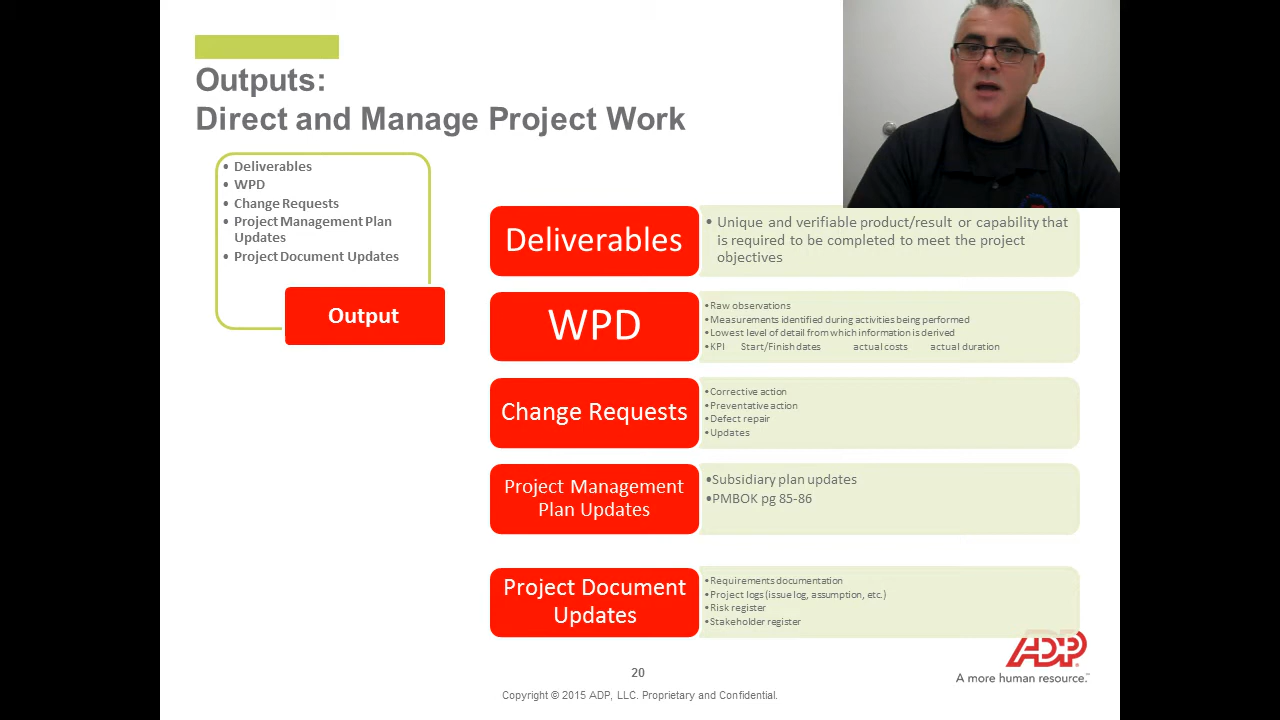 Outputs:
Direct and Manage Project Work
• Deliverables
• WPD
• Change Requests
• Project Management Plan
Updates
• Project Document Updates
Output
Deliverables
• Unique and verifiable product/result or capability that
is required to be completed to meet the project
objectives
WPD
•Raw observations
•Measurements identified during activities being performed
•Lowest level of detail from which information is derived
•KPI Start/Finish dates actual costs actual duration
Change Requests
•Corrective action
•Preventative action
•Defect repair
•Updates
Project Management
Plan Updates
•Subsidiary plan updates
•PMBOK pg 85-86
Project Document
Updates
•Requirements documentation
•Project logs (issue log, assumption, etc.)
•Risk register
•Stakeholder register
ADP
A more human resource.™
20
Copyright © 2015 ADP, LLC. Proprietary and Confidential.